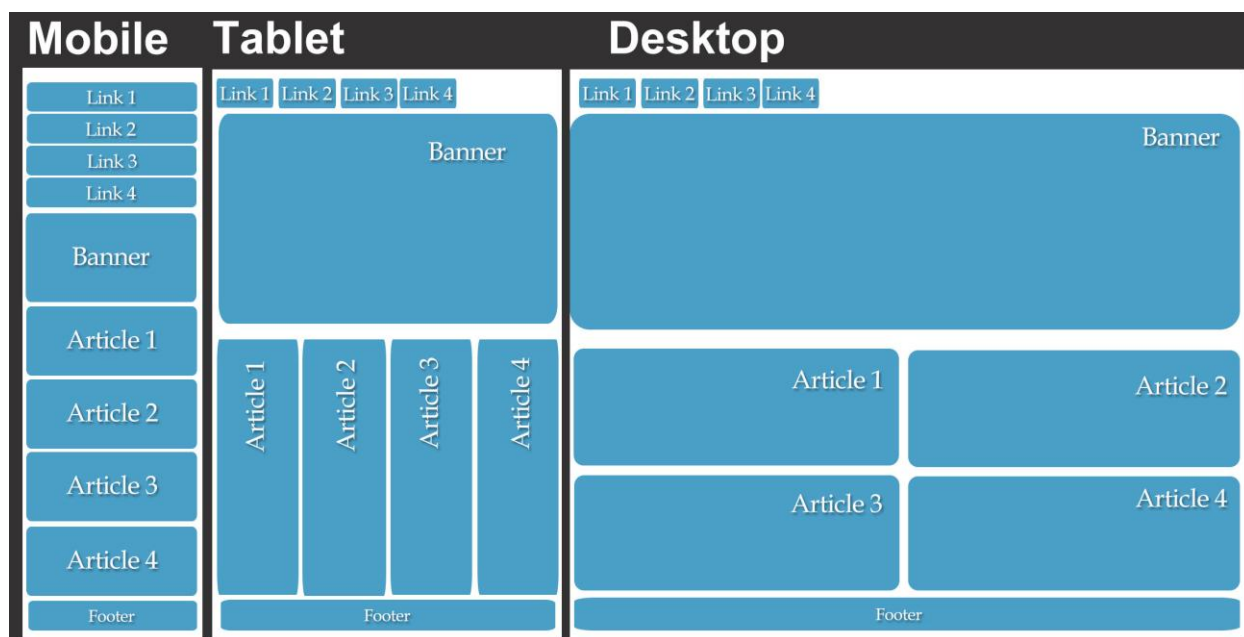 Mobile
Link 1
Link 2
Link 3
Link 4
Banner
Article 1
Article 2
Article 3
Article 4
Footer
Tablet
Link 1 Link 2 Link 3 Link 4
Banner
Article 1
Article 2
Article 3
Article 4
Footer
Desktop
Link 1 Link 2 Link 3 Link 4
Banner
Article 1
Article 2
Article 3
Article 4
Footer